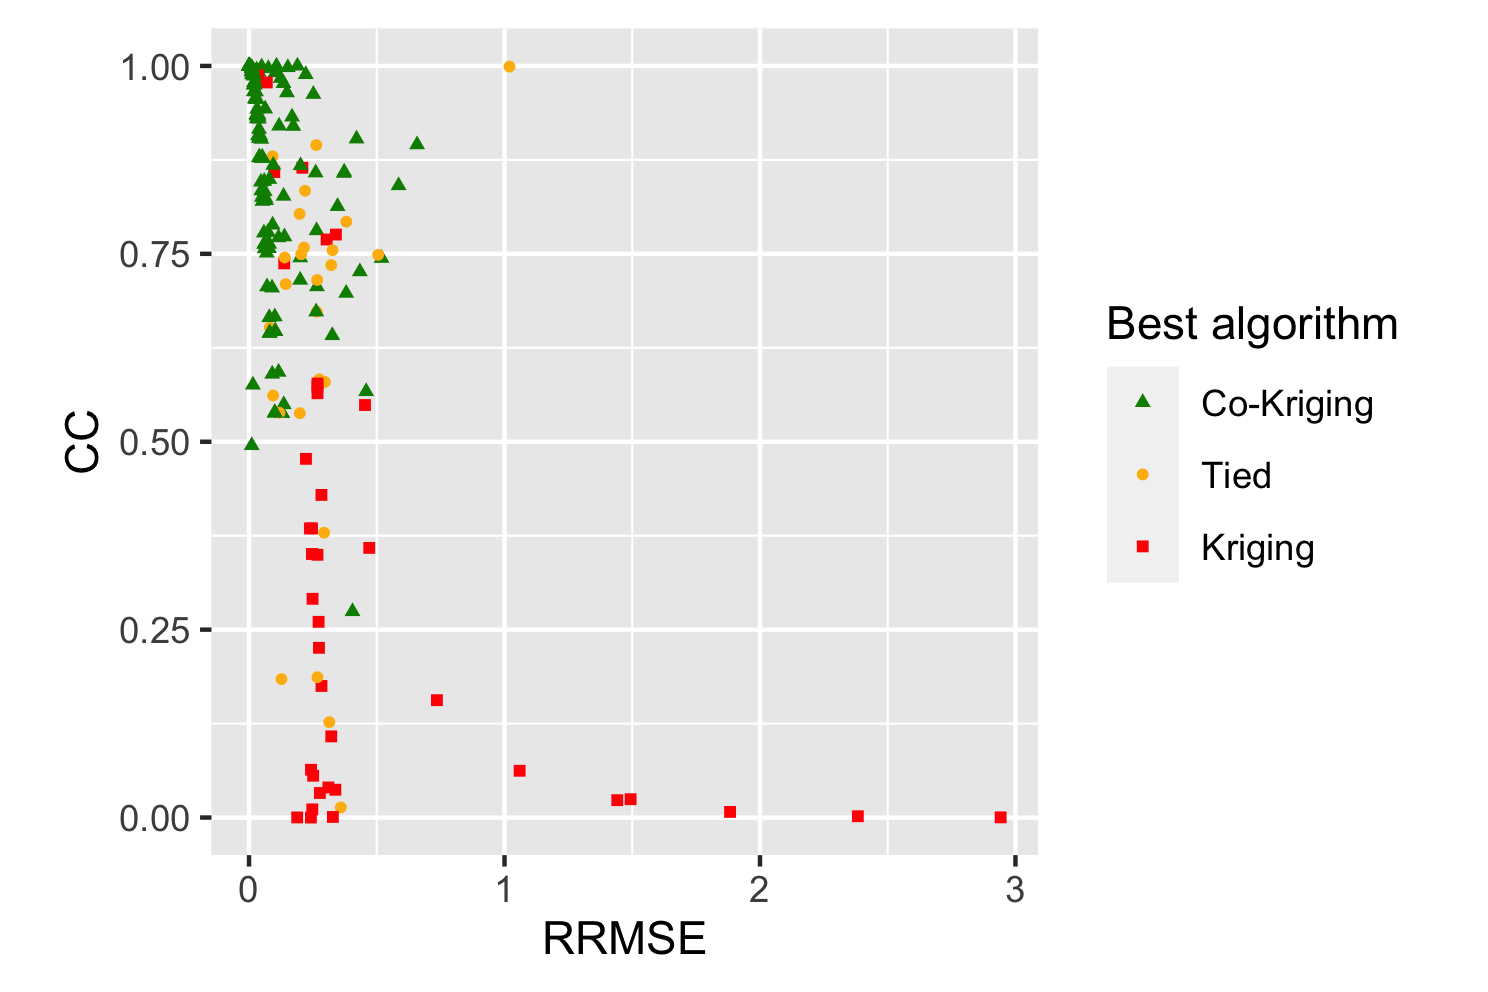 1.00
0.75
0.50
0.25
0.00
CC
0 1 2 3
RRMSE
Best algorithm
Co-Kriging
Tied
Kriging